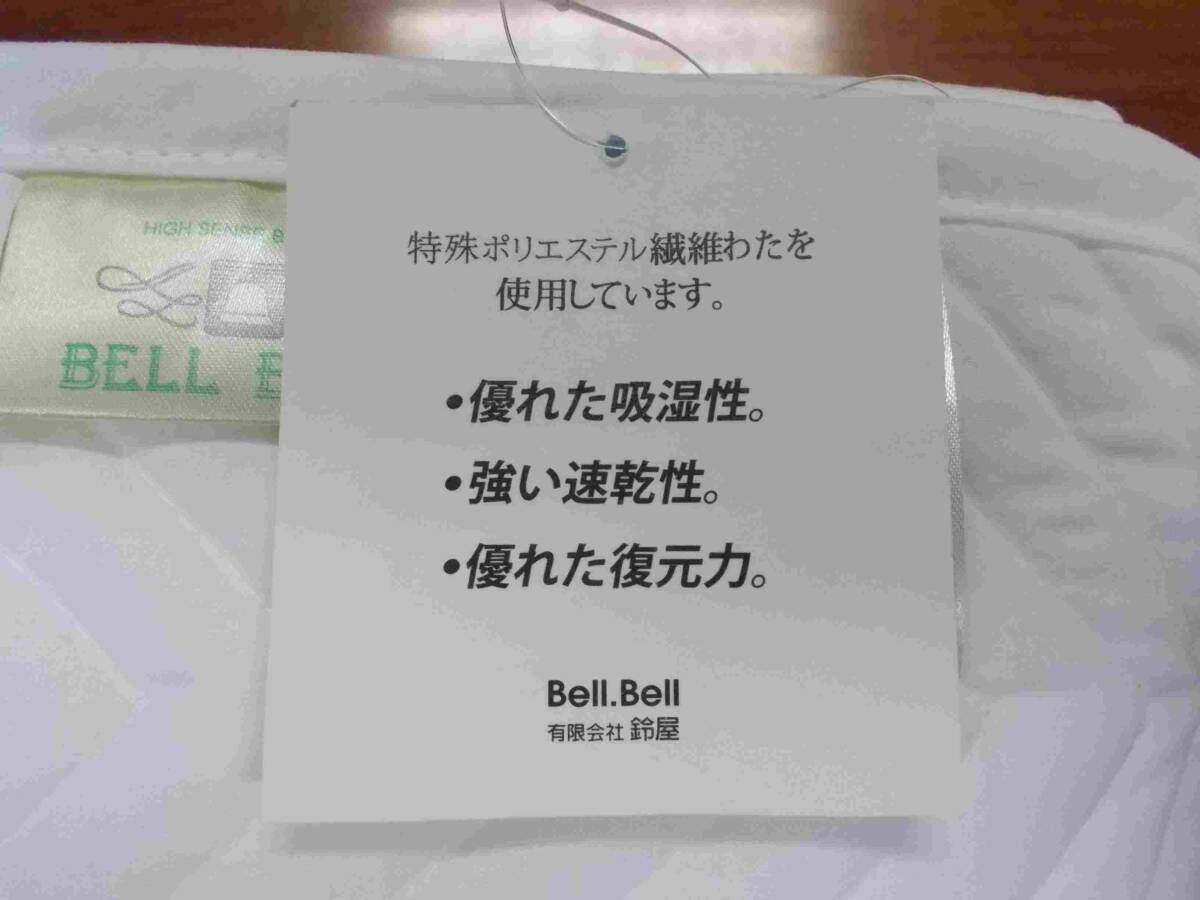 HIGH SENSE
BELL
特殊ポリエステル繊維わたを
使用しています。
•優れた吸湿性。
•強い速乾性。
•優れた復元力。
Bell.Bell
有限会社 鈴屋